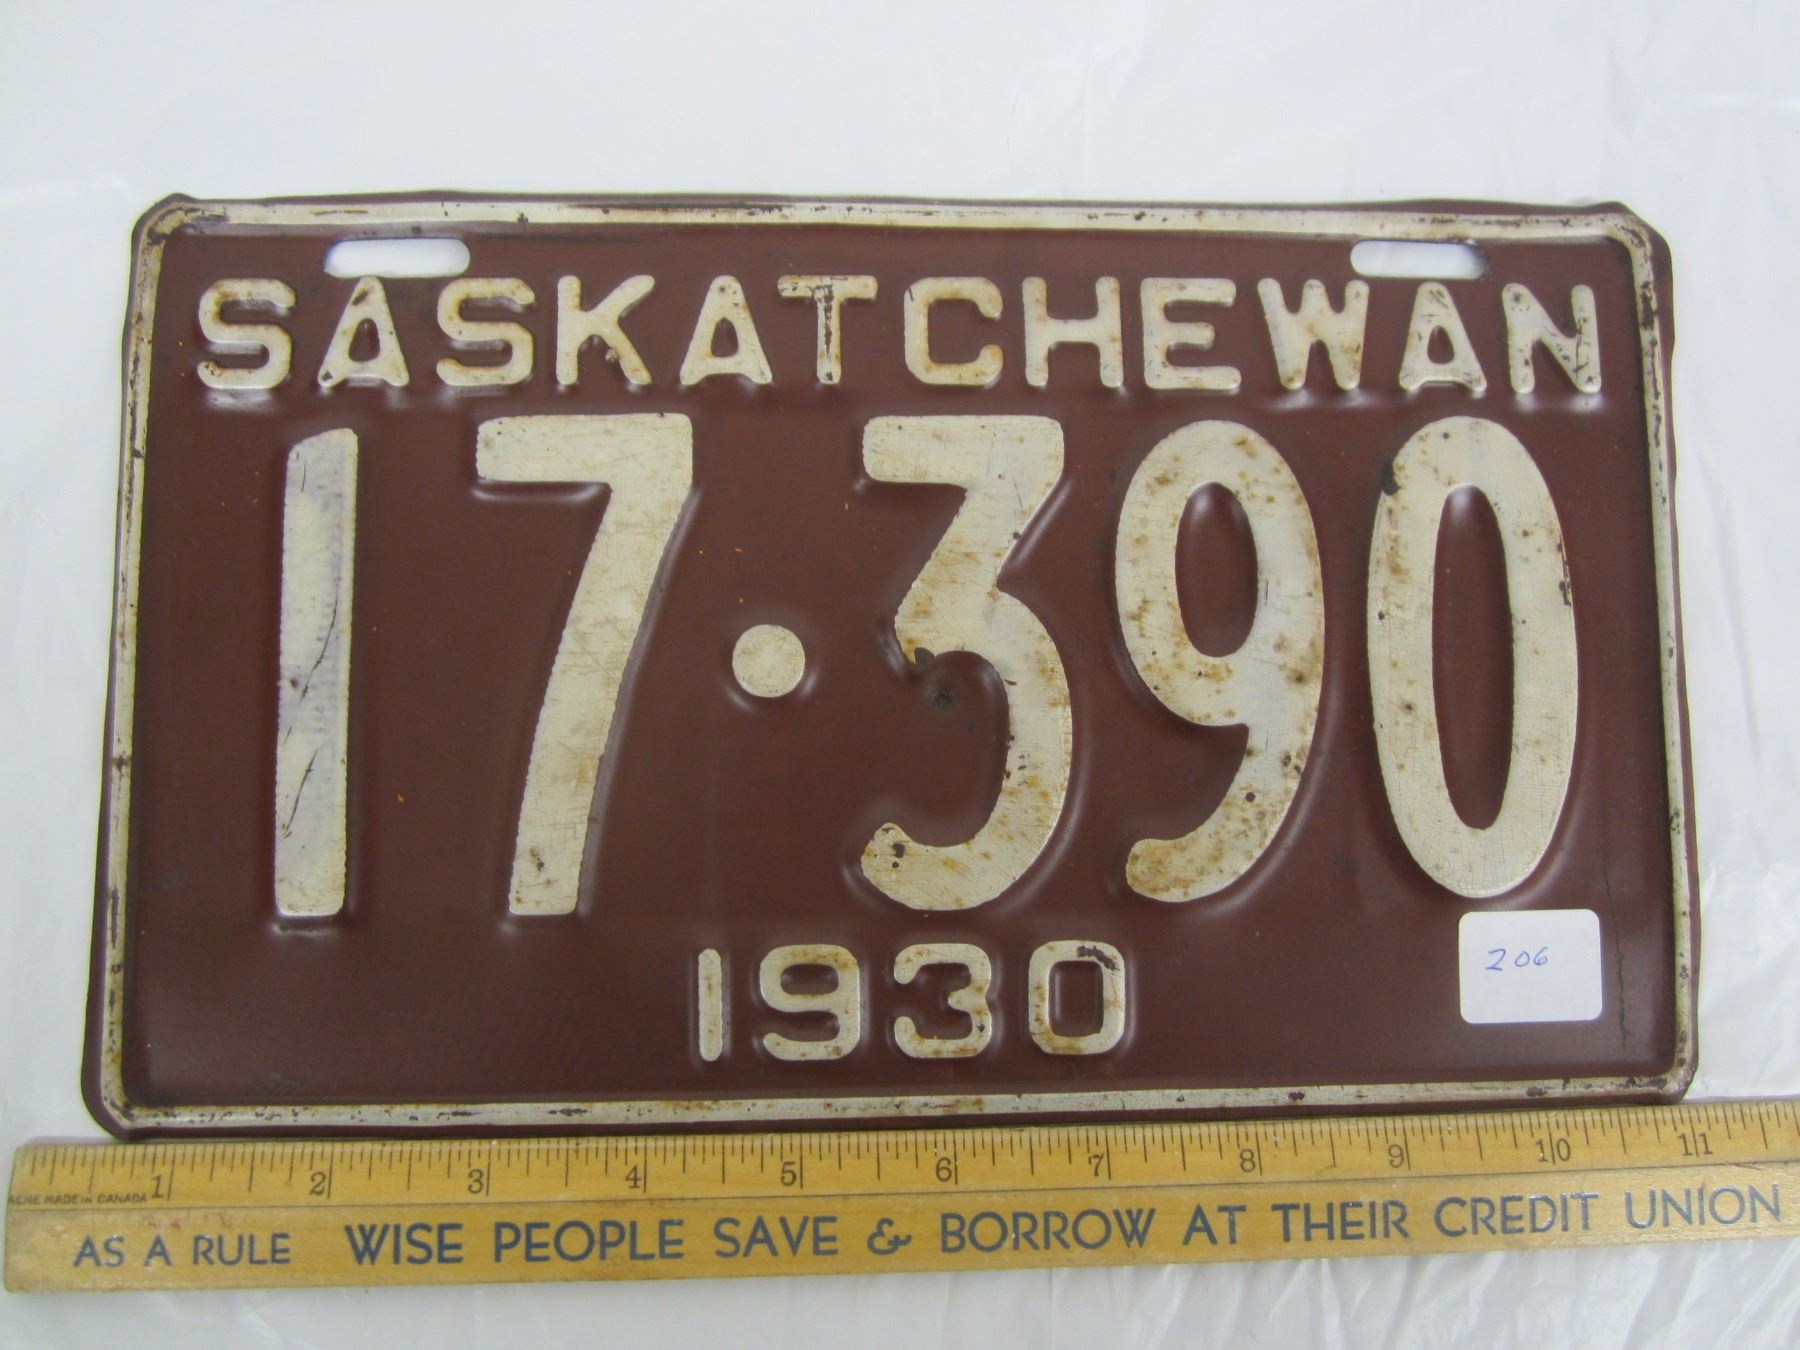 SASKATCHEWAN
17·390
1930
206
1 2 3 4 5 6 7 8 9 10 11
ACME MADE IN CANADA
AS A RULE WISE PEOPLE SAVE & BORROW AT THEIR CREDIT UNION